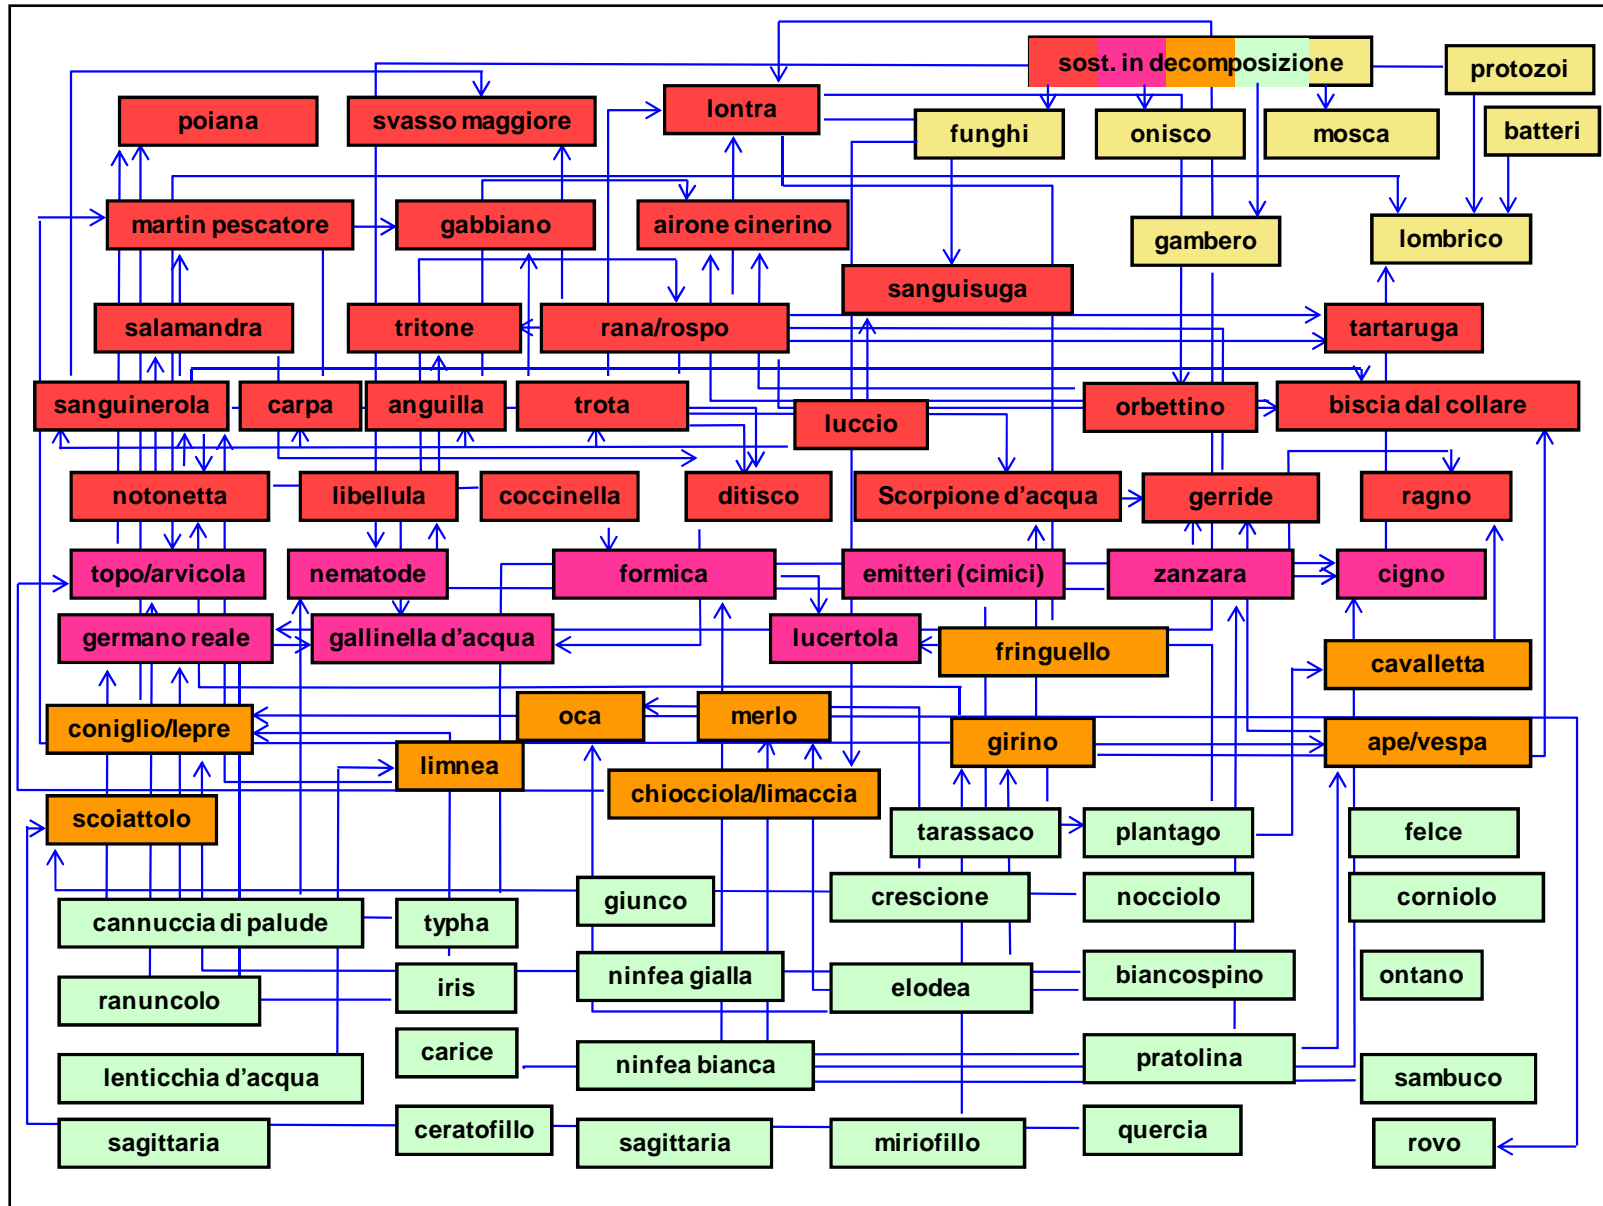 sost. in decomposizione
protozoi
poiana
svasso maggiore
lontra
funghi
onisco
mosca
batteri
martin pescatore
gabbiano
airone cinerino
gambero
lombrico
sanguisuga
salamandra
tritone
rana/rospo
tartaruga
sanguinerola
carpa
anguilla
trota
luccio
orbettino
biscia dal collare
notonetta
libellula
coccinella
ditisco
Scorpione d'acqua
gerride
ragno
topo/arvicola
nematode
formica
emitteri (cimici)
zanzara
cigno
germano reale
gallinella d'acqua
lucertola
fringuello
cavalletta
coniglio/lepre
oca
merlo
girino
ape/vespa
limnea
chiocciola/limaccia
scoiattolo
tarassaco
plantago
felce
cannuccia di palude
typha
giunco
crescione
nocciolo
corniolo
ranuncolo
iris
ninfea gialla
elodea
biancospino
ontano
lenticchia d'acqua
carice
ninfea bianca
pratolina
sambuco
sagittaria
ceratofillo
sagittaria
miriofillo
quercia
rovo